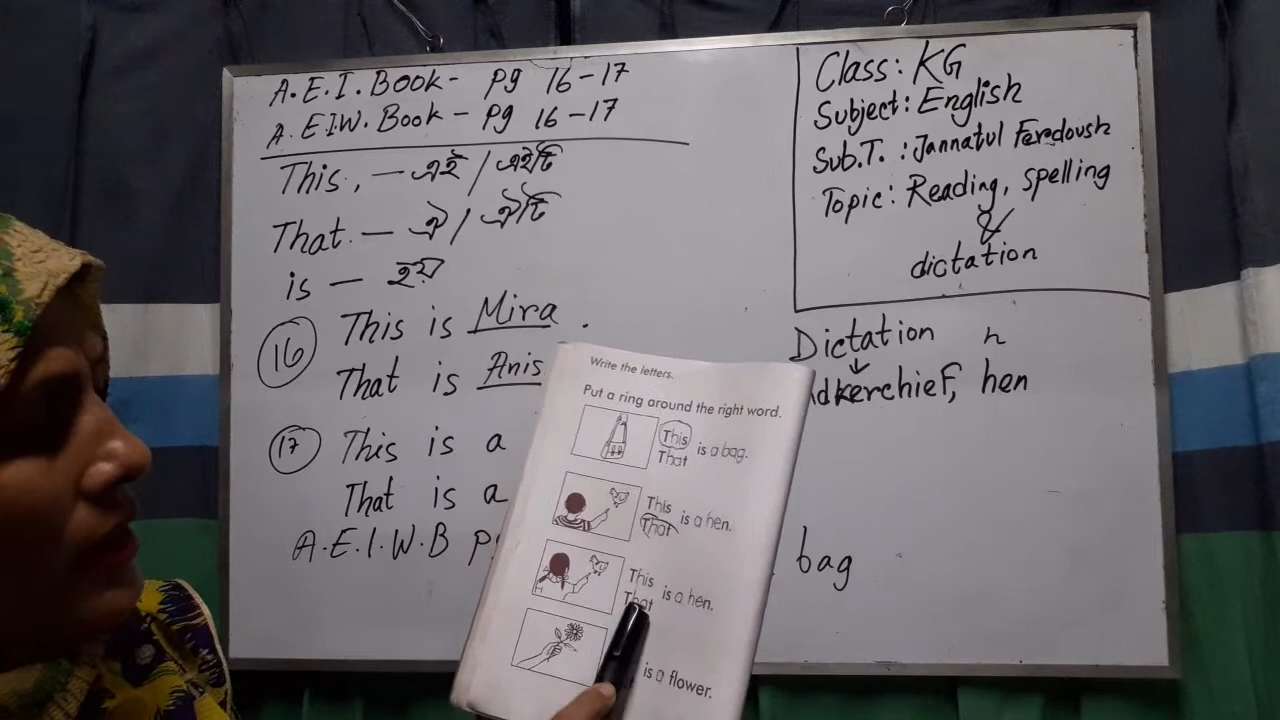 A.E.I. Book - Pg 16-17
A.EIW. Book - Pg 16-17
This, - এই / এইটি
That - ঐ / ঐটি
is - হয়
16 This is Mira.
That is Anis
17 This is a
That is a
A.E.I.W.B P
Class: KG
Subject: English
Sub.T. : Jannatul Feredoush
Topic: Reading, spelling
&
dictation
Dictation h
dkerchief, hen
bag
Write the letters.
Put a ring around the right word.
This
That
is a bag.
This
That
is a hen.
This
That
is a hen.
is a flower.